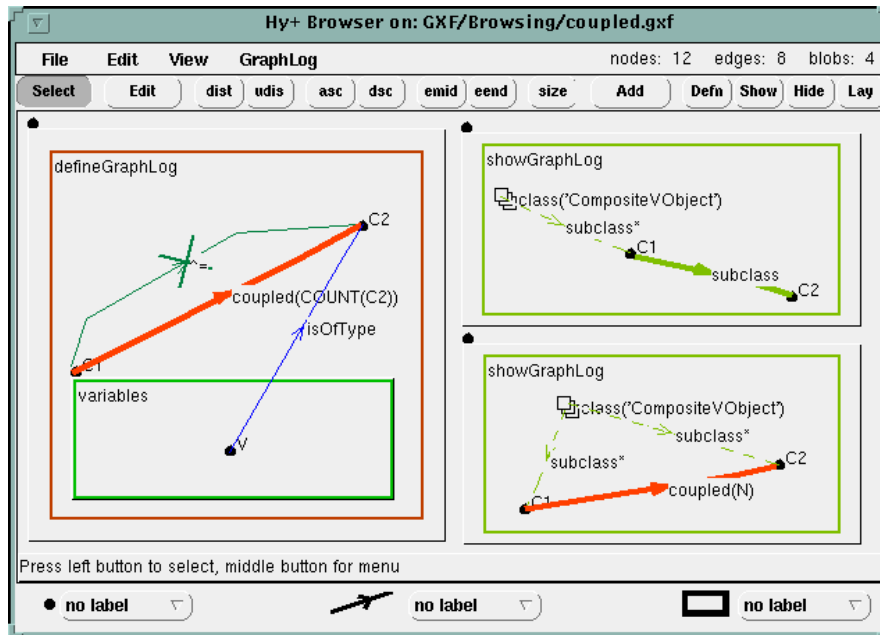 Hy+ Browser on: GXF/Browsing/coupled.gxf
File Edit View GraphLog nodes: 12 edges: 8 blobs: 4
Select Edit dist udis asc dsc emid eend size Add Defn Show Hide Lay
defineGraphLog
C2
^=.
coupled(COUNT(C2))
isOfType
C1
variables
V
showGraphLog
class('CompositeVObject')
subclass*
C1
subclass
C2
showGraphLog
class('CompositeVObject')
subclass*
subclass*
C2
coupled(N)
C1
Press left button to select, middle button for menu
no label no label no label